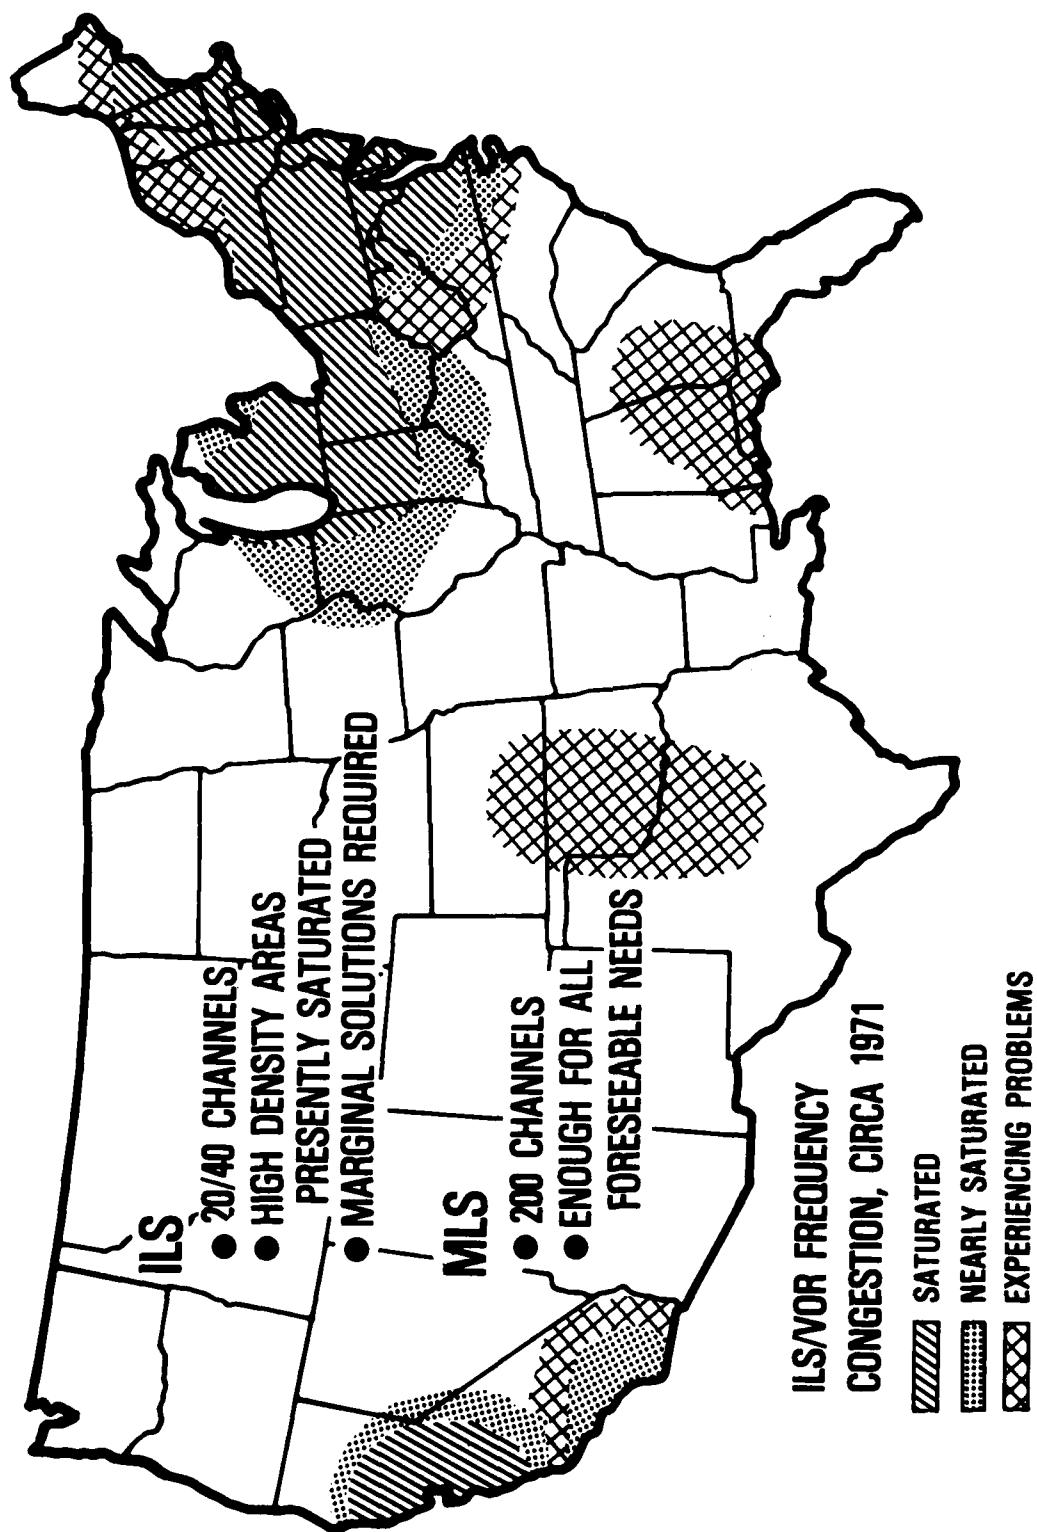 ILS
● 20/40 CHANNELS
● HIGH DENSITY AREAS
PRESENTLY SATURATED
● MARGINAL SOLUTIONS REQUIRED
MLS
● 200 CHANNELS
● ENOUGH FOR ALL
FORESEEABLE NEEDS
ILS/VOR FREQUENCY
CONGESTION, CIRCA 1971
SATURATED
NEARLY SATURATED
EXPERIENCING PROBLEMS